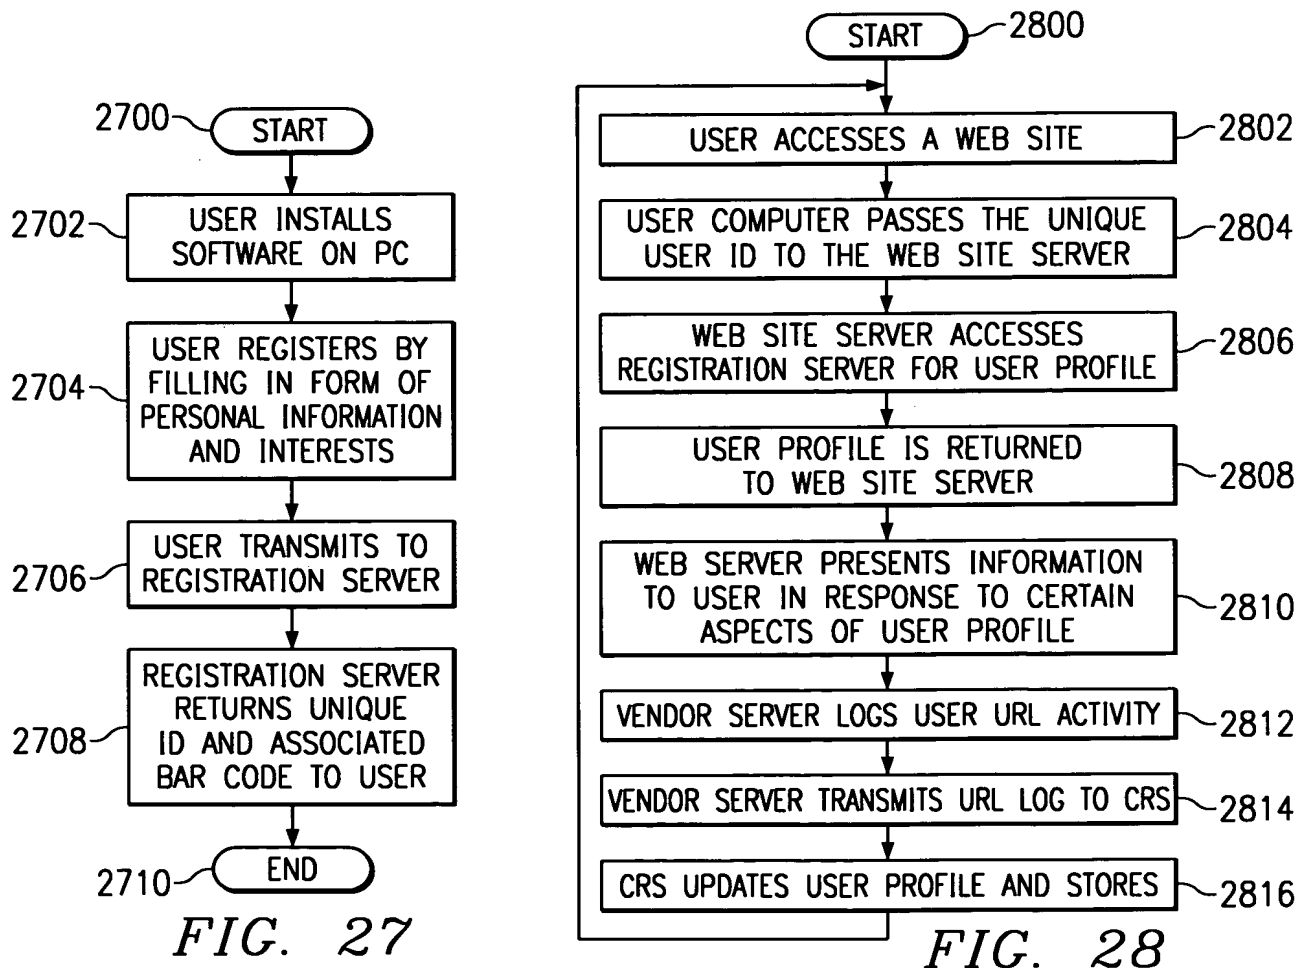 2700
START
2702
USER INSTALLS
SOFTWARE ON PC
2704
USER REGISTERS BY
FILLING IN FORM OF
PERSONAL INFORMATION
AND INTERESTS
2706
USER TRANSMITS TO
REGISTRATION SERVER
2708
REGISTRATION SERVER
RETURNS UNIQUE
ID AND ASSOCIATED
BAR CODE TO USER
2710
END
FIG. 27
START
2800
USER ACCESSES A WEB SITE
2802
USER COMPUTER PASSES THE UNIQUE
USER ID TO THE WEB SITE SERVER
2804
WEB SITE SERVER ACCESSES
REGISTRATION SERVER FOR USER PROFILE
2806
USER PROFILE IS RETURNED
TO WEB SITE SERVER
2808
WEB SERVER PRESENTS INFORMATION
TO USER IN RESPONSE TO CERTAIN
ASPECTS OF USER PROFILE
2810
VENDOR SERVER LOGS USER URL ACTIVITY
2812
VENDOR SERVER TRANSMITS URL LOG TO CRS
2814
CRS UPDATES USER PROFILE AND STORES
2816
FIG. 28